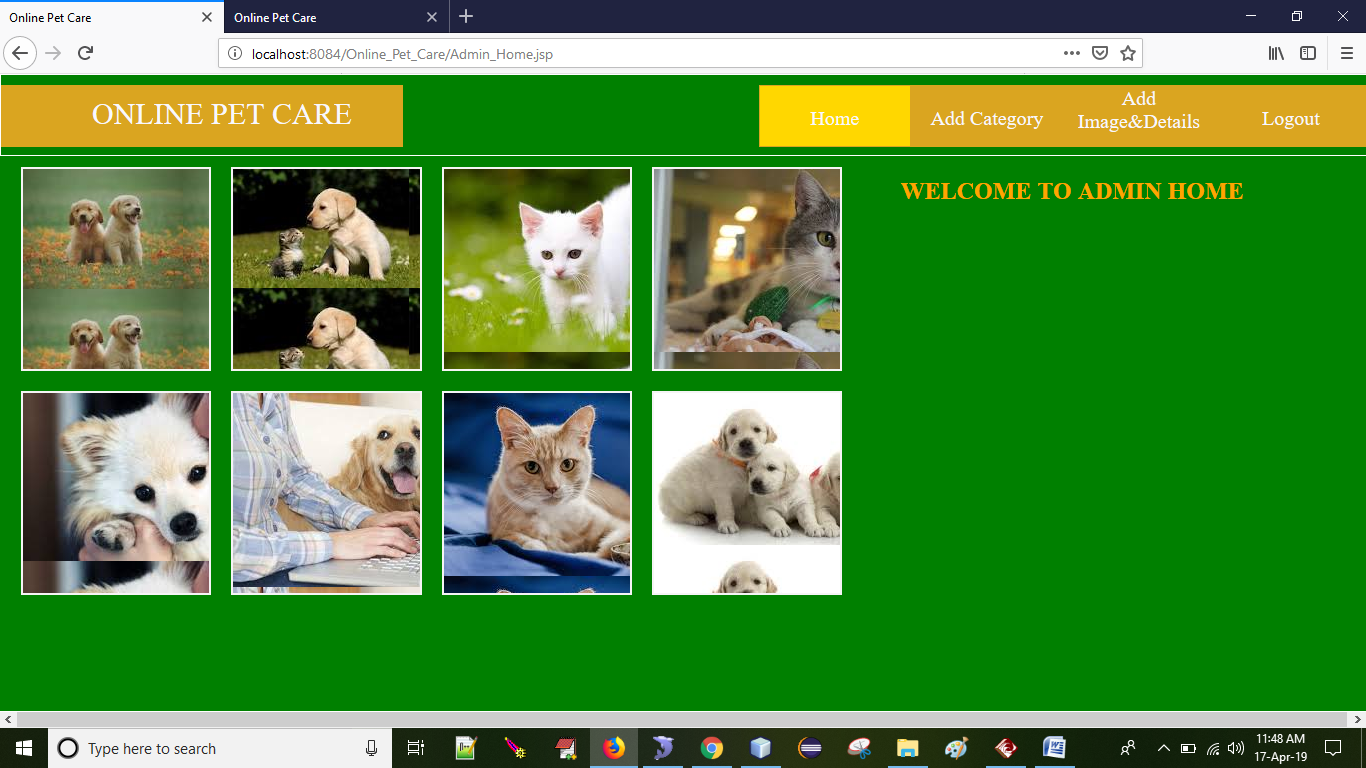 Online Pet Care
Online Pet Care
localhost:8084/Online_Pet_Care/Admin_Home.jsp
ONLINE PET CARE
Home
Add Category
Add
Image&Details
Logout
WELCOME TO ADMIN HOME
Type here to search
11:48 AM
17-Apr-19